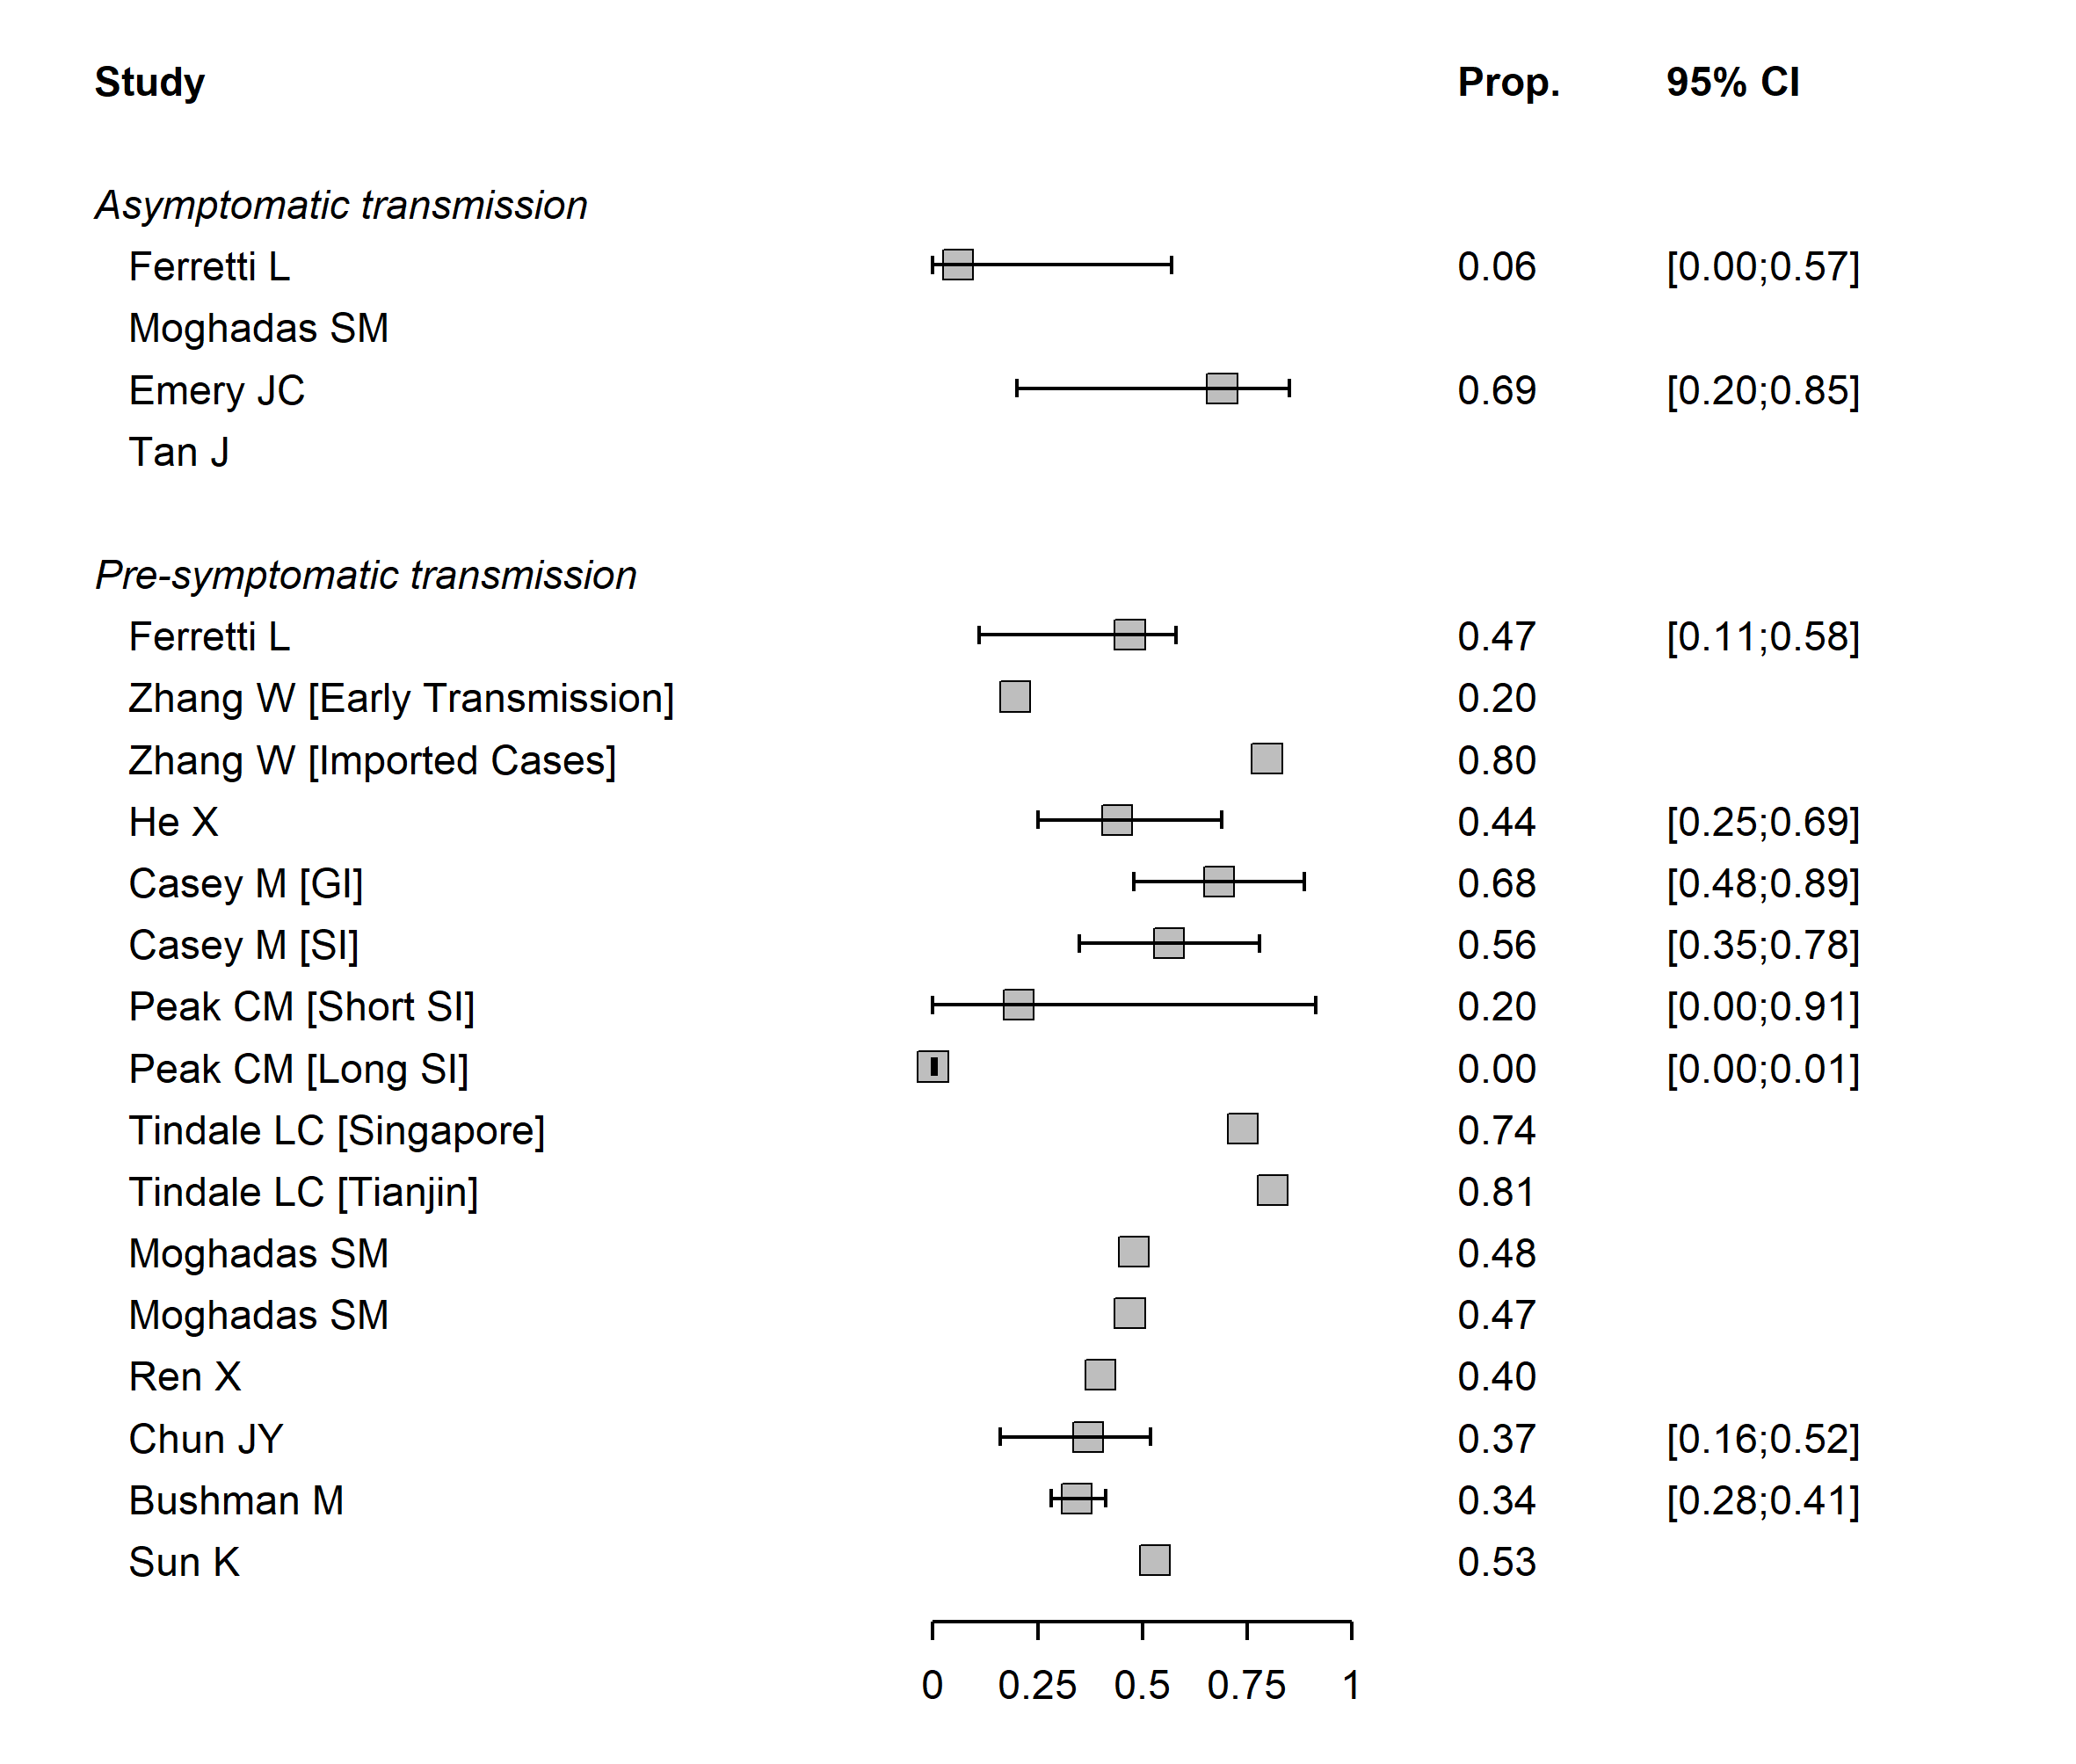 Study Prop. 95% CI
Asymptomatic transmission
Ferretti L 0.06 [0.00;0.57]
Moghadas SM
Emery JC 0.69 [0.20;0.85]
Tan J
Pre-symptomatic transmission
Ferretti L 0.47 [0.11;0.58]
Zhang W [Early Transmission] 0.20
Zhang W [Imported Cases] 0.80
He X 0.44 [0.25;0.69]
Casey M [GI] 0.68 [0.48;0.89]
Casey M [SI] 0.56 [0.35;0.78]
Peak CM [Short SI] 0.20 [0.00;0.91]
Peak CM [Long SI] 0.00 [0.00;0.01]
Tindale LC [Singapore] 0.74
Tindale LC [Tianjin] 0.81
Moghadas SM 0.48
Moghadas SM 0.47
Ren X 0.40
Chun JY 0.37 [0.16;0.52]
Bushman M 0.34 [0.28;0.41]
Sun K 0.53
0 0.25 0.5 0.75 1